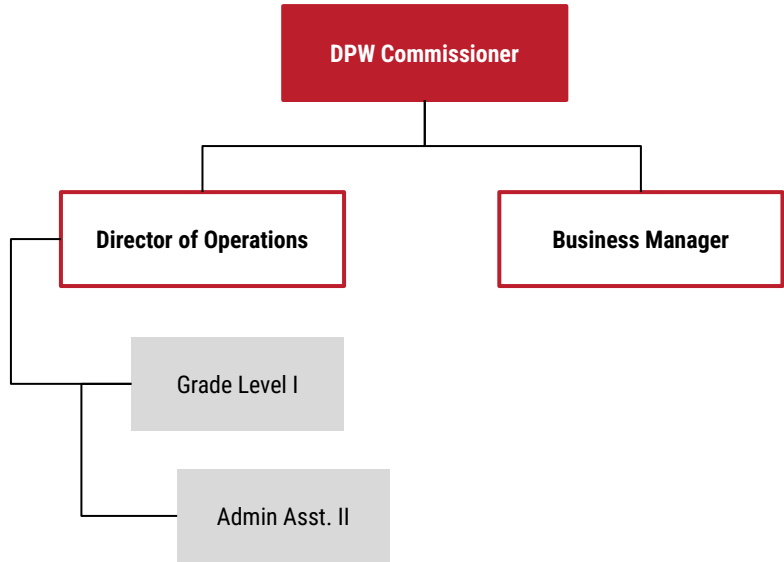 DPW Commissioner
Director of Operations
Business Manager
Grade Level I
Admin Asst. II